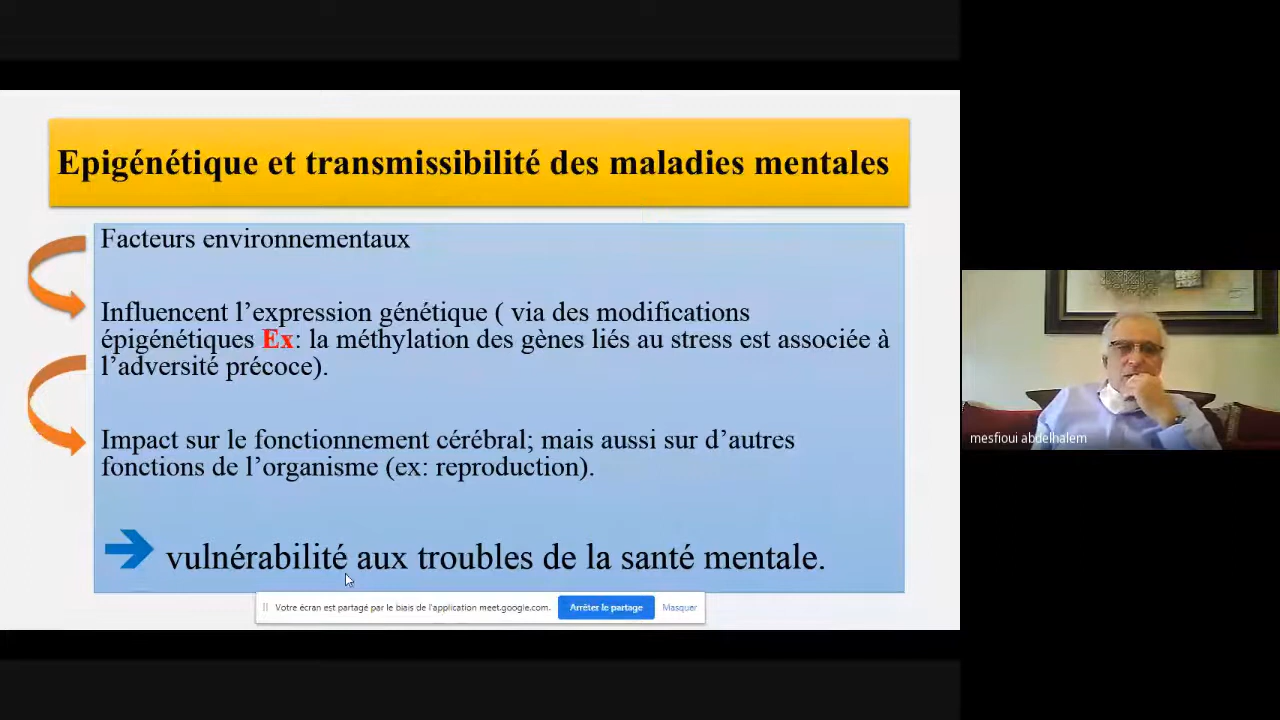 Epigénétique et transmissibilité des maladies mentales
Facteurs environnementaux
Influencent l’expression génétique ( via des modifications
épigénétiques Ex: la méthylation des gènes liés au stress est associée à
l’adversité précoce).
Impact sur le fonctionnement cérébral; mais aussi sur d’autres
fonctions de l’organisme (ex: reproduction).
vulnérabilité aux troubles de la santé mentale.
Votre écran est partagé par le biais de l'application meet.google.com. Arrêter le partage Masquer
mesfioui abdelhalem